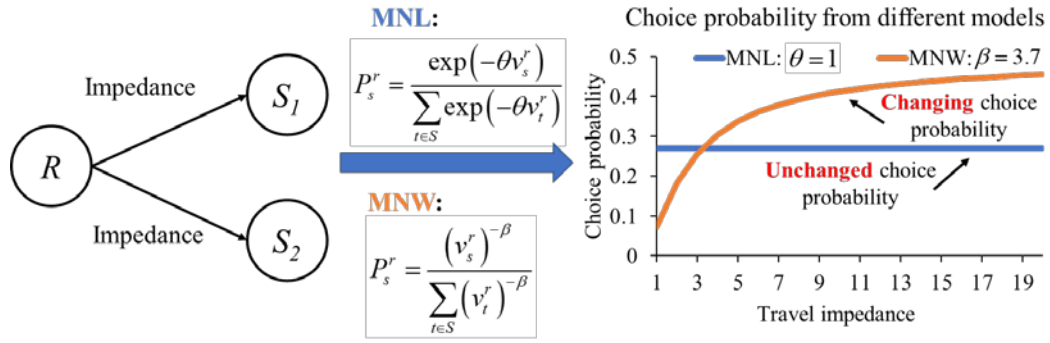 R
Impedance
S₁
Impedance
S₂
MNL:
P_s^r = exp(−θv_s^r) / ∑_{t∈S} exp(−θv_t^r)
MNW:
P_s^r = (v_s^r)^{−β} / ∑_{t∈S} (v_t^r)^{−β}
Choice probability from different models
MNL: θ = 1
MNW: β = 3.7
Choice probability
0.5
0.4
0.3
0.2
0.1
0
Changing choice
probability
Unchanged choice
probability
1 3 5 7 9 11 13 15 17 19
Travel impedance